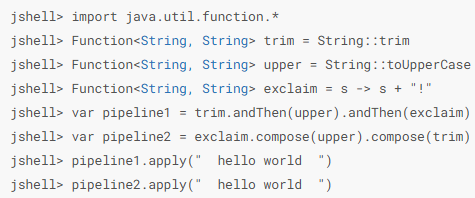 jshell> import java.util.function.*
jshell> Function<String, String> trim = String::trim
jshell> Function<String, String> upper = String::toUpperCase
jshell> Function<String, String> exclaim = s -> s + "!"
jshell> var pipeline1 = trim.andThen(upper).andThen(exclaim)
jshell> var pipeline2 = exclaim.compose(upper).compose(trim)
jshell> pipeline1.apply("  hello world  ")
jshell> pipeline2.apply("  hello world  ")